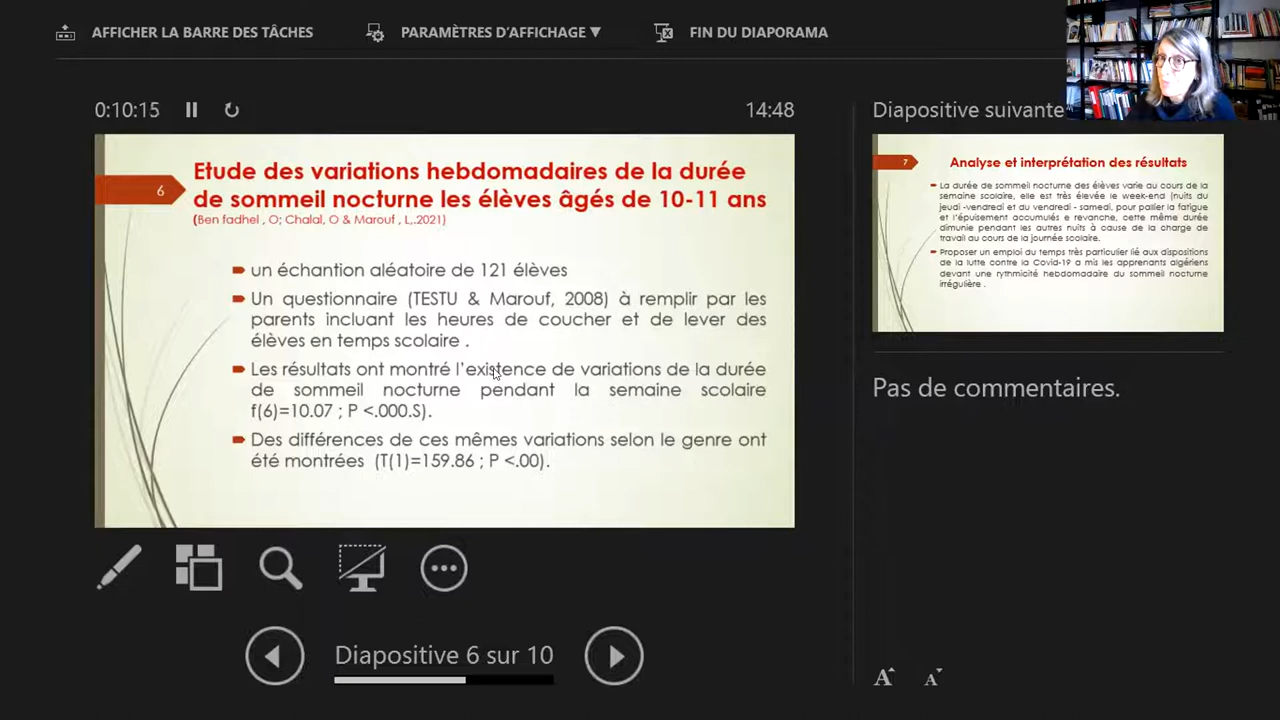 AFFICHER LA BARRE DES TÂCHES
PARAMÈTRES D'AFFICHAGE ▼
FIN DU DIAPORAMA
0:10:15
14:48
Diapositive suivante
6
Etude des variations hebdomadaires de la durée
de sommeil nocturne les élèves âgés de 10-11 ans
(Ben fadhel , O; Chalal, O & Marouf , L,.2021)
un échantion aléatoire de 121 élèves
Un questionnaire (TESTU & Marouf, 2008) à remplir par les
parents incluant les heures de coucher et de lever des
élèves en temps scolaire .
Les résultats ont montré l'existence de variations de la durée
de sommeil nocturne pendant la semaine scolaire
f(6)=10.07 ; P <.000.S).
Des différences de ces mêmes variations selon le genre ont
été montrées (T(1)=159.86 ; P <.00).
7
Analyse et interprétation des résultats
La durée de sommeil nocturne des élèves varie au cours de la
semaine scolaire, elle est très élevée le week-end (nuits du
jeudi -vendredi et du vendredi - samedi, pour pallier la fatigue
et l'épuisement accumulés e revanche, cette même durée
diminue pendant les autres nuits à cause de la charge de
travail au cours de la journée scolaire.
Proposer un emploi du temps très particulier lié aux dispositions
de la lutte contre la Covid-19 a mis les apprenants algériens
devant une rythmicité hebdomadaire du sommeil nocturne
irrégulière .
Pas de commentaires.
Diapositive 6 sur 10
A A